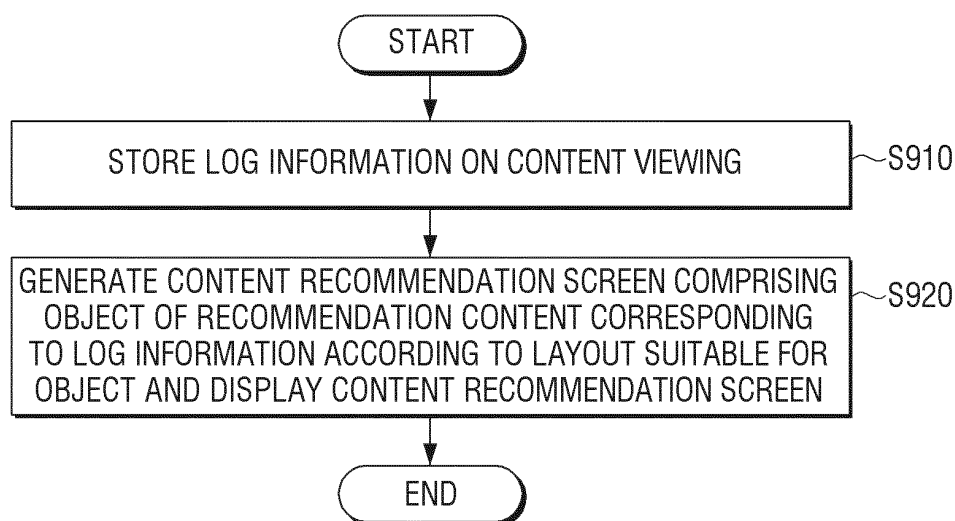 START
STORE LOG INFORMATION ON CONTENT VIEWING
S910
GENERATE CONTENT RECOMMENDATION SCREEN COMPRISING
OBJECT OF RECOMMENDATION CONTENT CORRESPONDING
TO LOG INFORMATION ACCORDING TO LAYOUT SUITABLE FOR
OBJECT AND DISPLAY CONTENT RECOMMENDATION SCREEN
S920
END